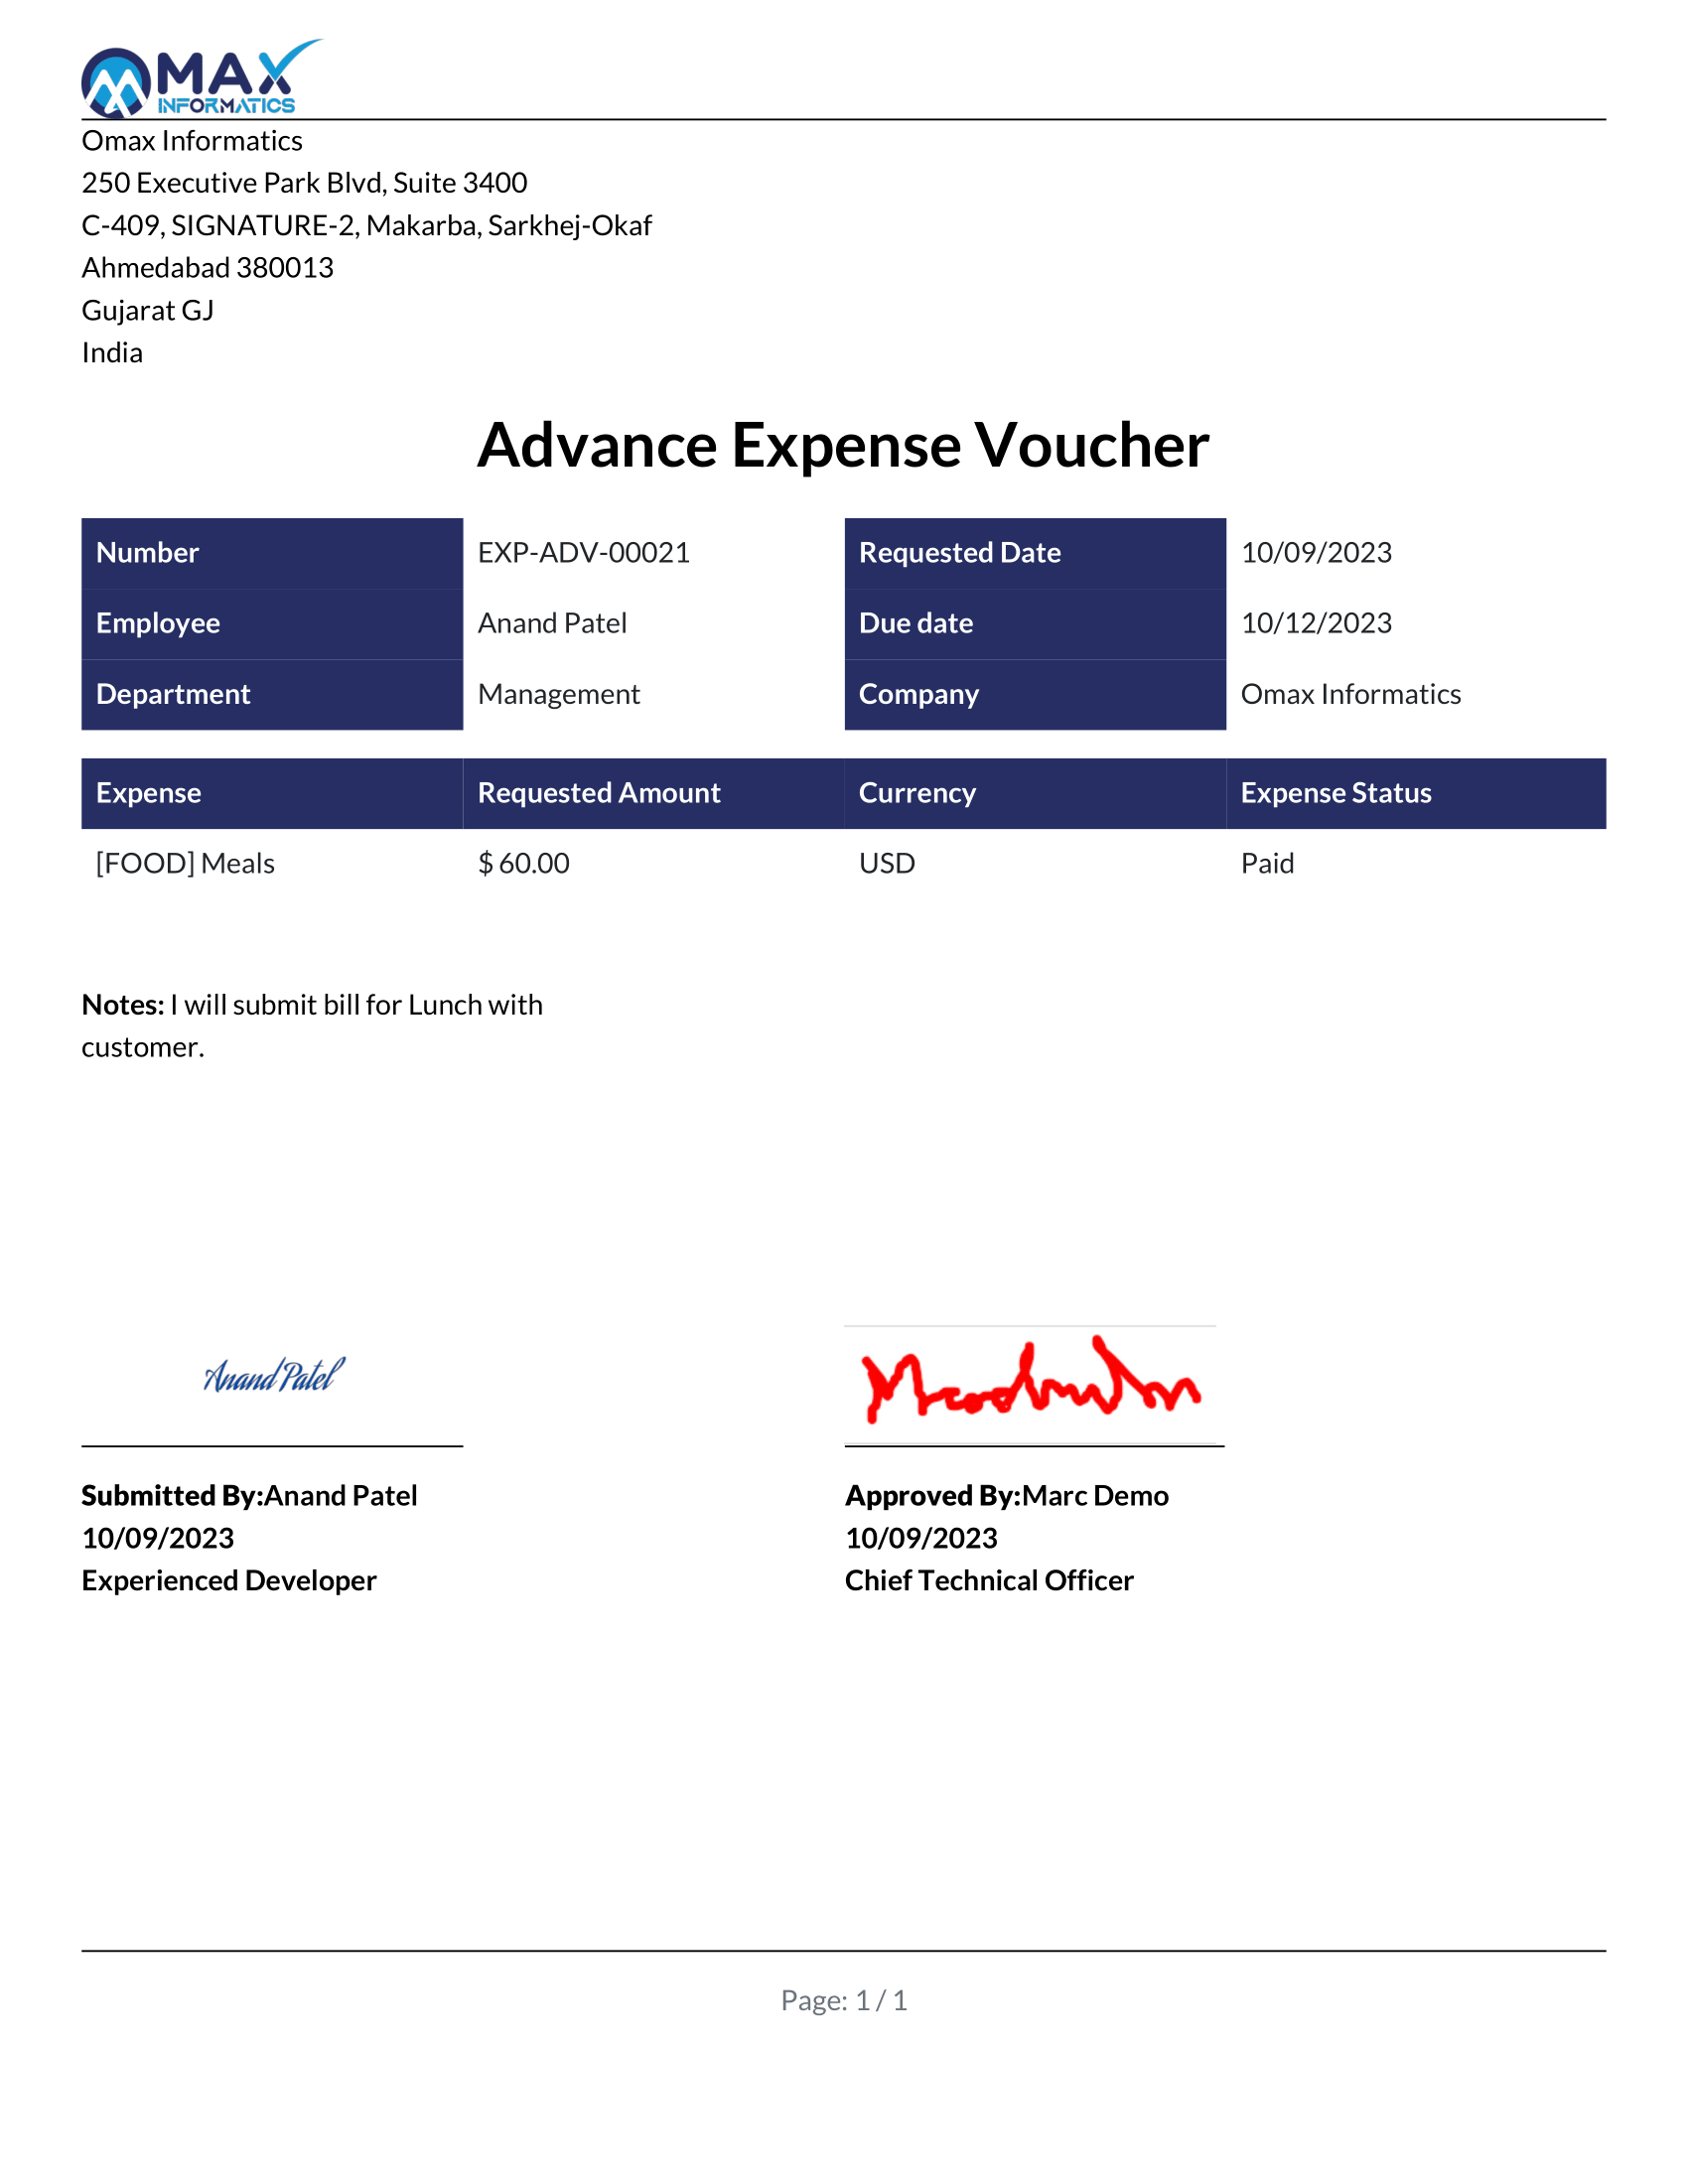 OMAX
INFORMATICS
Omax Informatics
250 Executive Park Blvd, Suite 3400
C-409, SIGNATURE-2, Makarba, Sarkhej-Okaf
Ahmedabad 380013
Gujarat GJ
India
Advance Expense Voucher
Number EXP-ADV-00021 Requested Date 10/09/2023
Employee Anand Patel Due date 10/12/2023
Department Management Company Omax Informatics
Expense Requested Amount Currency Expense Status
[FOOD] Meals $ 60.00 USD Paid
Notes: I will submit bill for Lunch with
customer.
Anand Patel
Submitted By:Anand Patel Approved By:Marc Demo
10/09/2023 10/09/2023
Experienced Developer Chief Technical Officer
Page: 1 / 1